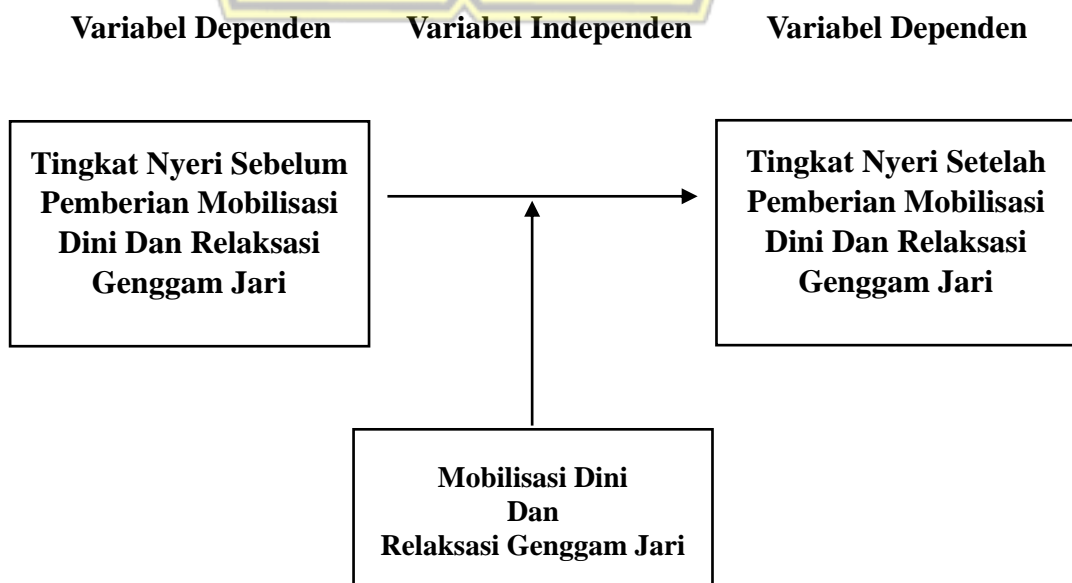 Variabel Dependen Variabel Independen Variabel Dependen
Tingkat Nyeri Sebelum
Pemberian Mobilisasi
Dini Dan Relaksasi
Genggam Jari
Tingkat Nyeri Setelah
Pemberian Mobilisasi
Dini Dan Relaksasi
Genggam Jari
Mobilisasi Dini
Dan
Relaksasi Genggam Jari